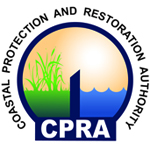 COASTAL PROTECTION AND RESTORATION AUTHORITY
CPRA